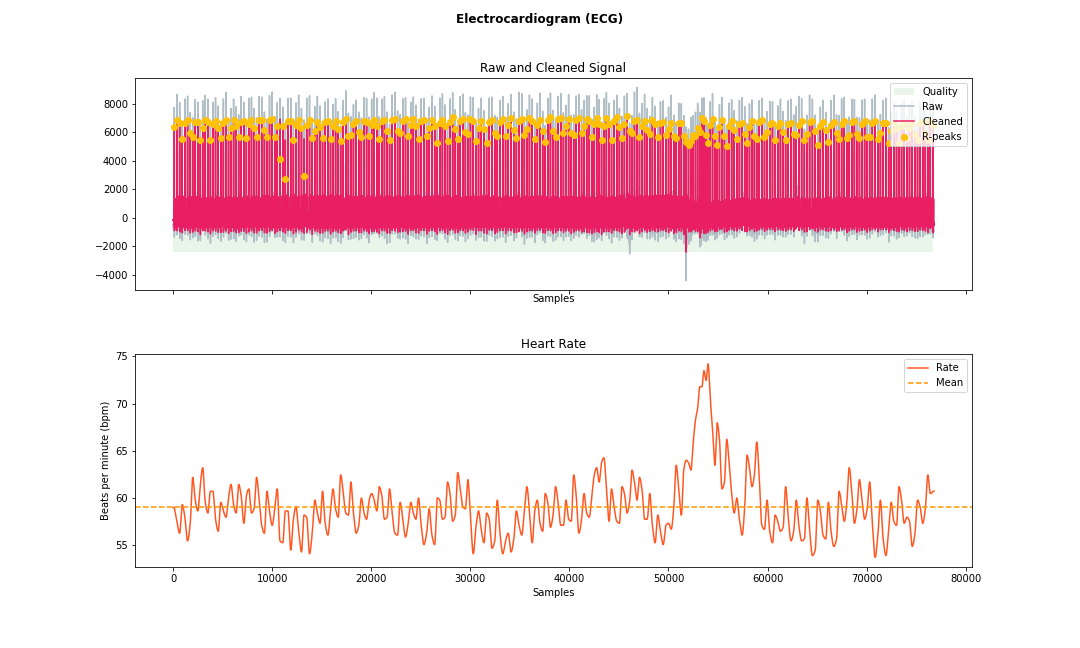 Electrocardiogram (ECG)
Raw and Cleaned Signal
8000
6000
4000
2000
0
−2000
−4000
Quality
Raw
Cleaned
R-peaks
Samples
Heart Rate
75
70
65
60
55
Beats per minute (bpm)
Rate
Mean
0 10000 20000 30000 40000 50000 60000 70000 80000
Samples